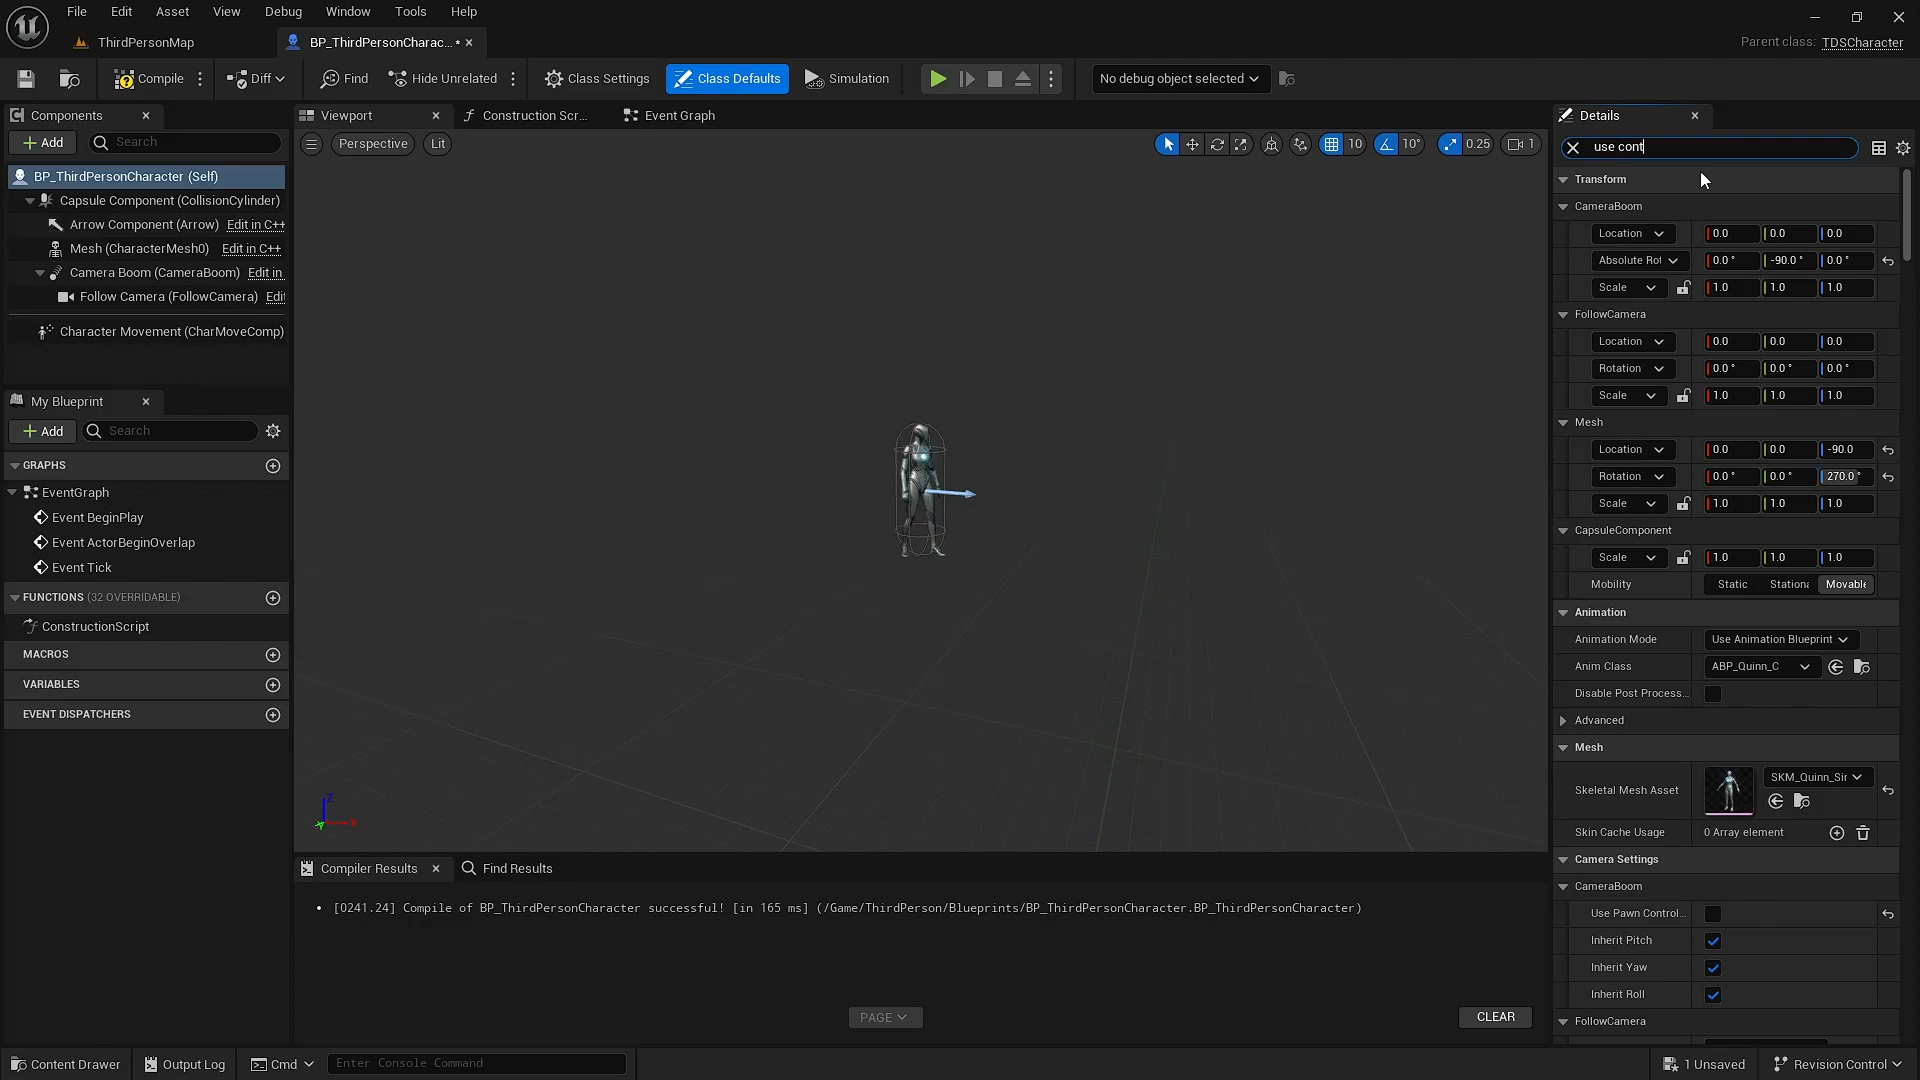 File Edit Asset View Debug Window Tools Help
ThirdPersonMap
BP_ThirdPersonCharac... •
Parent class: TDSCharacter
Compile
Diff
Find
Hide Unrelated
Class Settings
Class Defaults
Simulation
No debug object selected
Components
Add
Search
BP_ThirdPersonCharacter (Self)
Capsule Component (CollisionCylinder)
Arrow Component (Arrow) Edit in C++
Mesh (CharacterMesh0) Edit in C++
Camera Boom (CameraBoom) Edit in
Follow Camera (FollowCamera) Edit
Character Movement (CharMoveComp)
My Blueprint
Add
Search
GRAPHS
EventGraph
Event BeginPlay
Event ActorBeginOverlap
Event Tick
FUNCTIONS (32 OVERRIDABLE)
ConstructionScript
MACROS
VARIABLES
EVENT DISPATCHERS
Viewport
Construction Scr...
Event Graph
Perspective
Lit
10
10°
0.25
1
Z
X
Y
Compiler Results
Find Results
• [0241.24] Compile of BP_ThirdPersonCharacter successful! [in 165 ms] (/Game/ThirdPerson/Blueprints/BP_ThirdPersonCharacter.BP_ThirdPersonCharacter)
PAGE
CLEAR
Details
use cont
Transform
CameraBoom
Location 0.0 0.0 0.0
Absolute Rot 0.0 ° -90.0 ° 0.0 °
Scale 1.0 1.0 1.0
FollowCamera
Location 0.0 0.0 0.0
Rotation 0.0 ° 0.0 ° 0.0 °
Scale 1.0 1.0 1.0
Mesh
Location 0.0 0.0 -90.0
Rotation 0.0 ° 0.0 ° 270.0 °
Scale 1.0 1.0 1.0
CapsuleComponent
Scale 1.0 1.0 1.0
Mobility Static Stationa Movable
Animation
Animation Mode Use Animation Blueprint
Anim Class ABP_Quinn_C
Disable Post Process...
Advanced
Mesh
Skeletal Mesh Asset SKM_Quinn_Sir
Skin Cache Usage 0 Array element
Camera Settings
CameraBoom
Use Pawn Control...
Inherit Pitch
Inherit Yaw
Inherit Roll
FollowCamera
Content Drawer
Output Log
Cmd
Enter Console Command
1 Unsaved
Revision Control